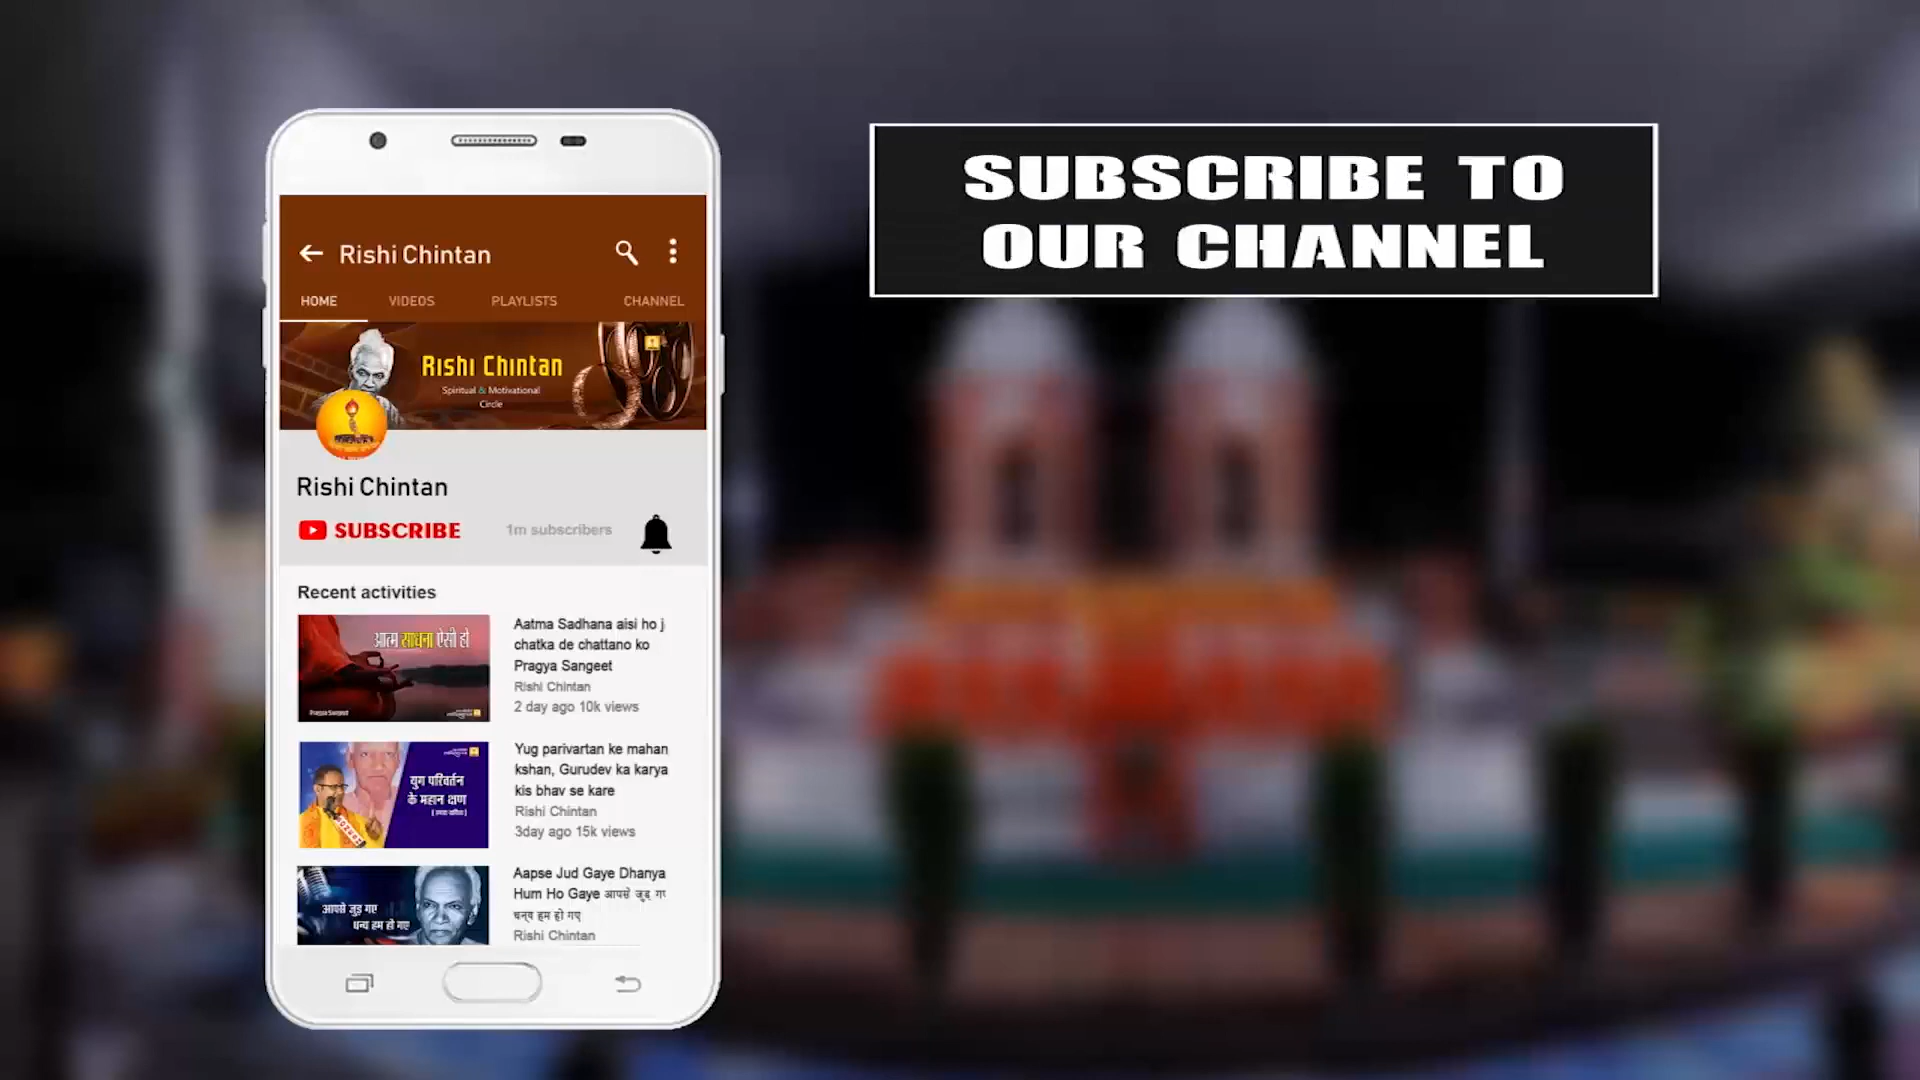 Rishi Chintan
HOME VIDEOS PLAYLISTS CHANNEL
Rishi Chintan
Spiritual & Motivational
Circle
Rishi Chintan
SUBSCRIBE 1m subscribers
Recent activities
आत्म साधना ऐसी हो
Pragya Sangeet
Aatma Sadhana aisi ho j
chatka de chattano ko
Pragya Sangeet
Rishi Chintan
2 day ago 10k views
युग परिवर्तन
के महान क्षण
Yug parivartan ke mahan
kshan, Gurudev ka karya
kis bhav se kare
Rishi Chintan
3day ago 15k views
आपसे जुड़ गए
धन्य हम हो गए
Aapse Jud Gaye Dhanya
Hum Ho Gaye आपसे जुड़ ग
धन्य हम हो गए
Rishi Chintan
SUBSCRIBE TO
OUR CHANNEL